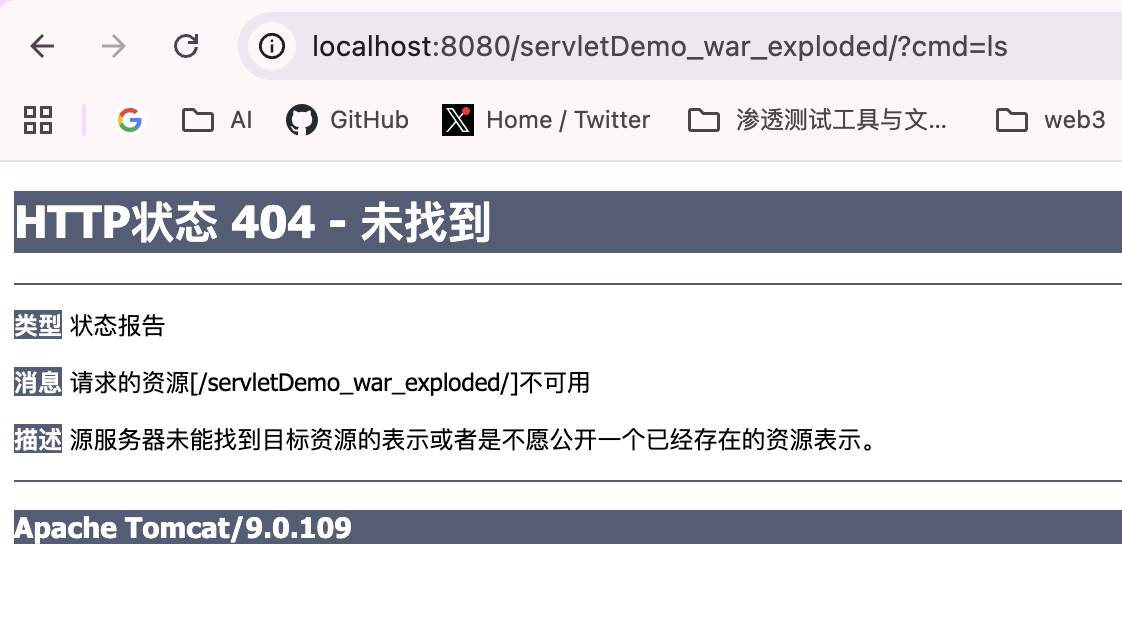 localhost:8080/servletDemo_war_exploded/?cmd=ls
AI GitHub Home / Twitter 渗透测试工具与文... web3
HTTP状态 404 - 未找到
类型 状态报告
消息 请求的资源[/servletDemo_war_exploded/]不可用
描述 源服务器未能找到目标资源的表示或者是不愿公开一个已经存在的资源表示。
Apache Tomcat/9.0.109